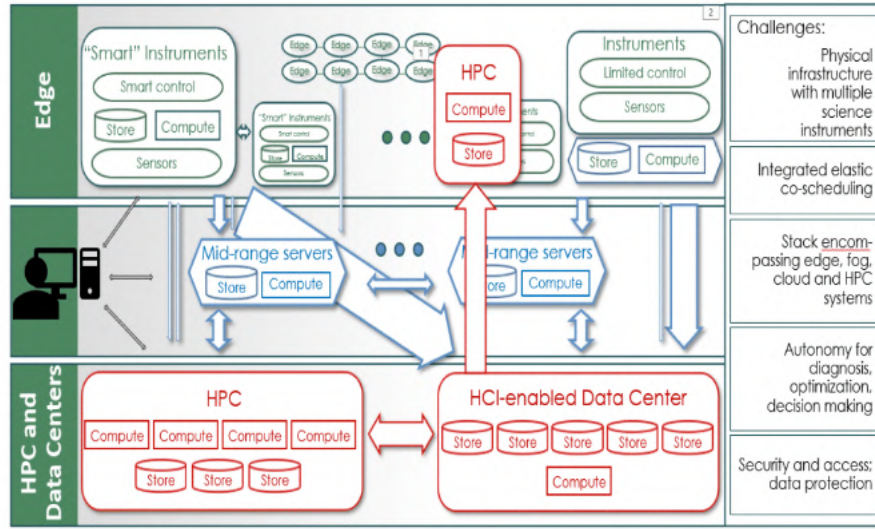 2
Edge
"Smart" Instruments
Smart control
Store
Compute
Sensors
"Smart" Instruments
Smart control
Store
Compute
Sensors
Edge
Edge
Edge
Edge
Edge
Edge
Edge
Edge
1
HPC
Compute
Store
Instruments
Limited control
Sensors
Store
Compute
Mid-range servers
Store
Compute
servers
Store
Compute
HPC and
Data Centers
HPC
Compute
Compute
Compute
Compute
Store
Store
Store
HCI-enabled Data Center
Store
Store
Store
Store
Store
Compute
Challenges:
Physical
infrastructure
with multiple
science
instruments
Integrated elastic
co-scheduling
Stack encom-
passing edge, fog,
cloud and HPC
systems
Autonomy for
diagnosis,
optimization,
decision making
Security and access;
data protection